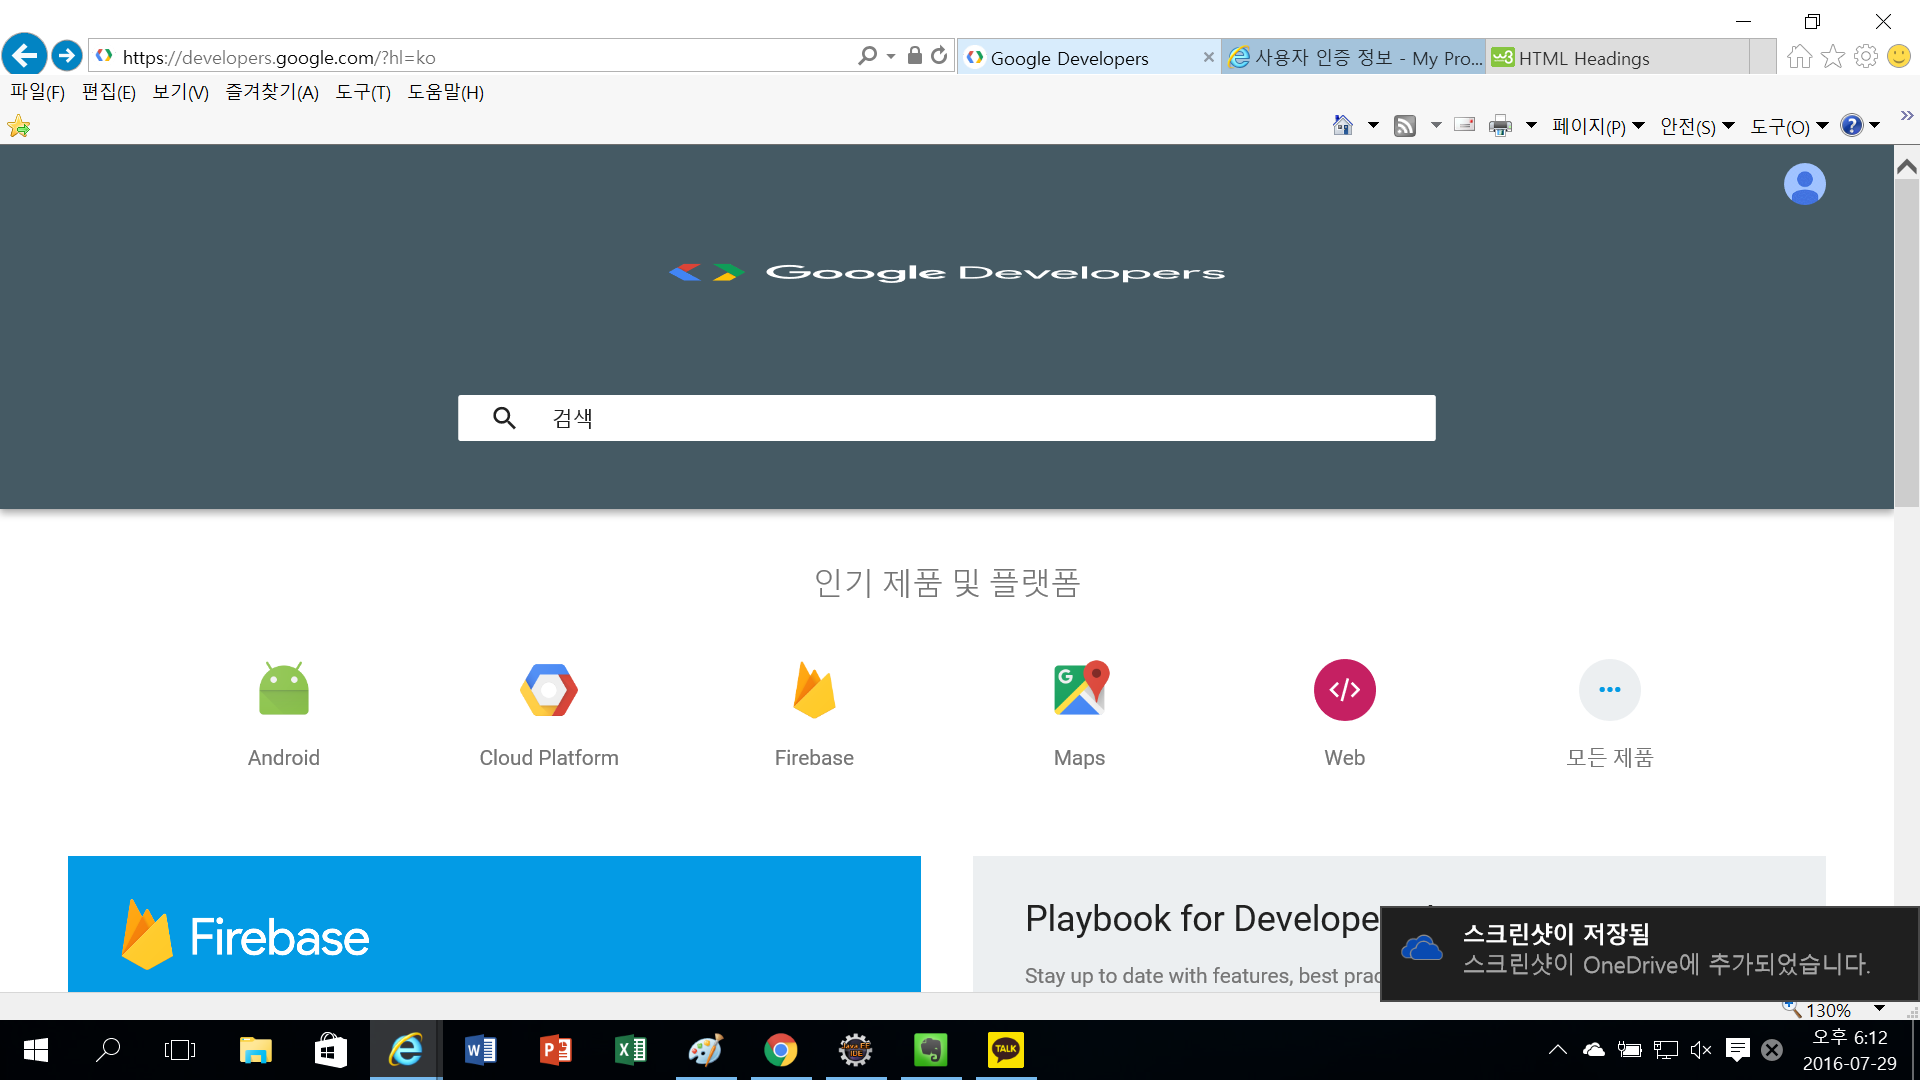 https://developers.google.com/?hl=ko
Google Developers
사용자 인증 정보 - My Pro...
HTML Headings
파일(F) 편집(E) 보기(V) 즐겨찾기(A) 도구(T) 도움말(H)
페이지(P) 안전(S) 도구(O)
Google Developers
검색
인기 제품 및 플랫폼
Android
Cloud Platform
Firebase
Maps
G
Web
모든 제품
Firebase
Playbook for Develope
Stay up to date with features, best prac
스크린샷이 저장됨
스크린샷이 OneDrive에 추가되었습니다.
130%
TALK
오후 6:12
2016-07-29